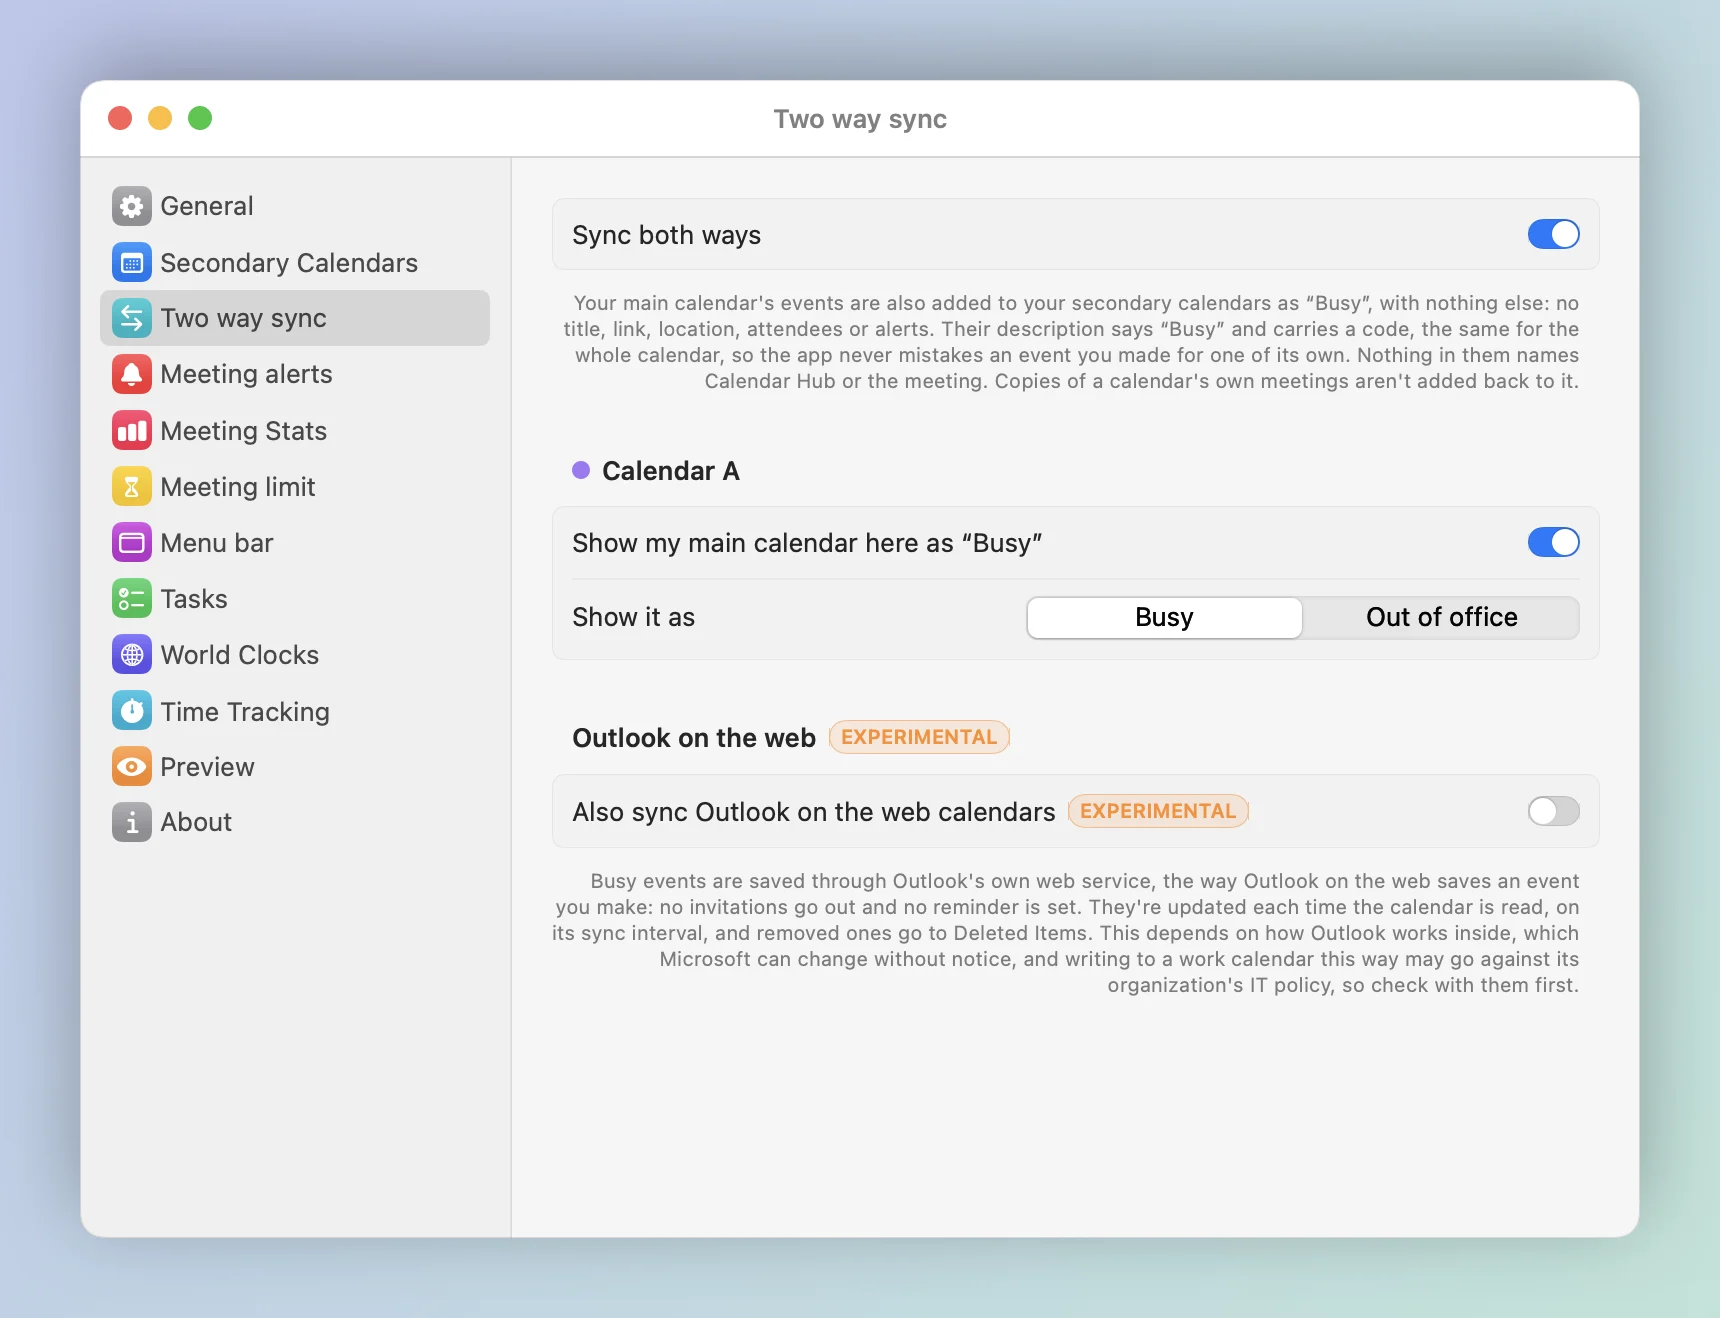 Two way sync
General
Secondary Calendars
Two way sync
Meeting alerts
Meeting Stats
Meeting limit
Menu bar
Tasks
World Clocks
Time Tracking
Preview
About
Sync both ways
Your main calendar's events are also added to your secondary calendars as “Busy”, with nothing else: no
title, link, location, attendees or alerts. Their description says “Busy” and carries a code, the same for the
whole calendar, so the app never mistakes an event you made for one of its own. Nothing in them names
Calendar Hub or the meeting. Copies of a calendar's own meetings aren't added back to it.
Calendar A
Show my main calendar here as “Busy”
Show it as Busy Out of office
Outlook on the web EXPERIMENTAL
Also sync Outlook on the web calendars EXPERIMENTAL
Busy events are saved through Outlook's own web service, the way Outlook on the web saves an event
you make: no invitations go out and no reminder is set. They're updated each time the calendar is read, on
its sync interval, and removed ones go to Deleted Items. This depends on how Outlook works inside, which
Microsoft can change without notice, and writing to a work calendar this way may go against its
organization's IT policy, so check with them first.